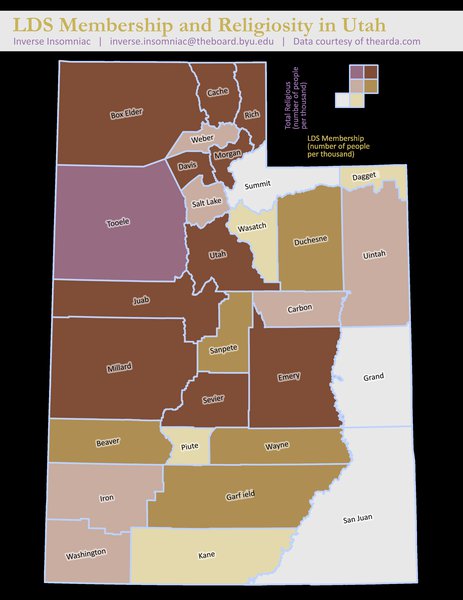 LDS Membership and Religiosity in Utah
Inverse Insomniac | inverse.insomniac@theboard.byu.edu | Data courtesy of thearda.com
Total Religious
(number of people
per thousand)
LDS Membership
(number of people
per thousand)
Cache
Box Elder
Rich
Weber
Morgan
Davis
Summit
Dagget
Salt Lake
Tooele
Wasatch
Duchesne
Utah
Uintah
Juab
Carbon
Sanpete
Millard
Emery
Grand
Sevier
Beaver
Piute
Wayne
Iron
Garfield
San Juan
Washington
Kane